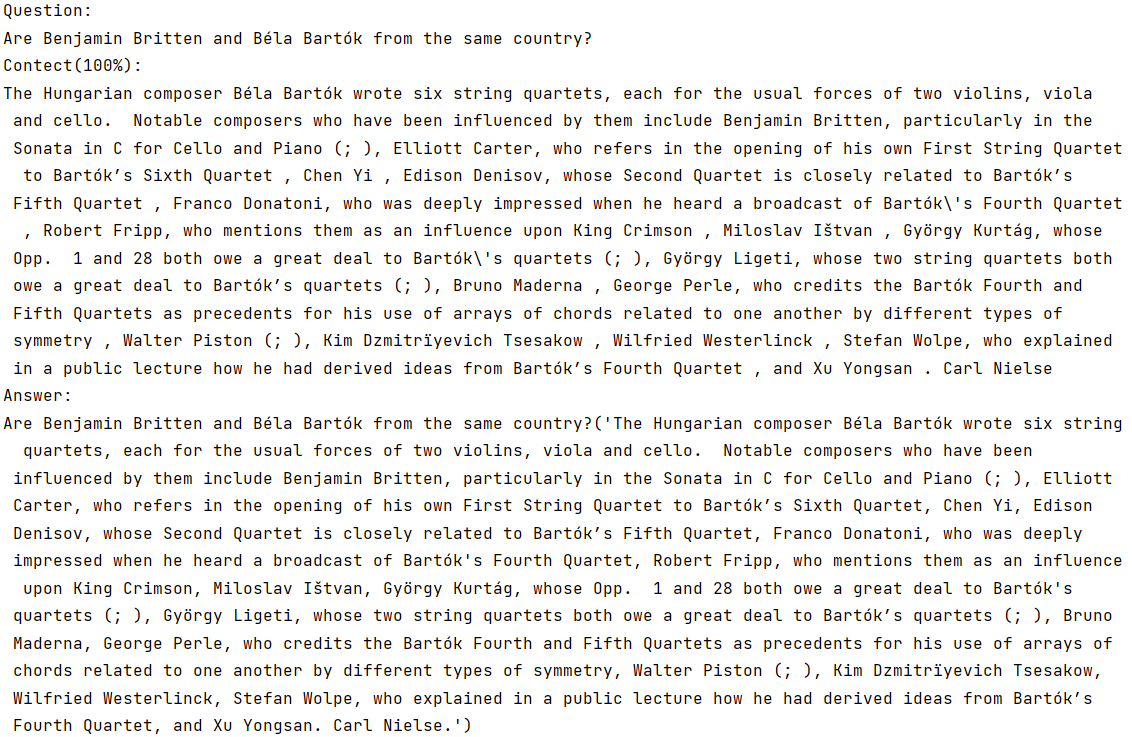 Question:
Are Benjamin Britten and Béla Bartók from the same country?
Contect(100%):
The Hungarian composer Béla Bartók wrote six string quartets, each for the usual forces of two violins, viola
and cello.  Notable composers who have been influenced by them include Benjamin Britten, particularly in the
Sonata in C for Cello and Piano (; ), Elliott Carter, who refers in the opening of his own First String Quartet
to Bartók’s Sixth Quartet , Chen Yi , Edison Denisov, whose Second Quartet is closely related to Bartók’s
Fifth Quartet , Franco Donatoni, who was deeply impressed when he heard a broadcast of Bartók\'s Fourth Quartet
, Robert Fripp, who mentions them as an influence upon King Crimson , Miloslav Ištvan , György Kurtág, whose
Opp.  1 and 28 both owe a great deal to Bartók\'s quartets (; ), György Ligeti, whose two string quartets both
owe a great deal to Bartók’s quartets (; ), Bruno Maderna , George Perle, who credits the Bartók Fourth and
Fifth Quartets as precedents for his use of arrays of chords related to one another by different types of
symmetry , Walter Piston (; ), Kim Dzmitrïyevich Tsesakow , Wilfried Westerlinck , Stefan Wolpe, who explained
in a public lecture how he had derived ideas from Bartók’s Fourth Quartet , and Xu Yongsan . Carl Nielse
Answer:
Are Benjamin Britten and Béla Bartók from the same country?('The Hungarian composer Béla Bartók wrote six string
quartets, each for the usual forces of two violins, viola and cello.  Notable composers who have been
influenced by them include Benjamin Britten, particularly in the Sonata in C for Cello and Piano (; ), Elliott
Carter, who refers in the opening of his own First String Quartet to Bartók’s Sixth Quartet, Chen Yi, Edison
Denisov, whose Second Quartet is closely related to Bartók’s Fifth Quartet, Franco Donatoni, who was deeply
impressed when he heard a broadcast of Bartók's Fourth Quartet, Robert Fripp, who mentions them as an influence
upon King Crimson, Miloslav Ištvan, György Kurtág, whose Opp.  1 and 28 both owe a great deal to Bartók's
quartets (; ), György Ligeti, whose two string quartets both owe a great deal to Bartók’s quartets (; ), Bruno
Maderna, George Perle, who credits the Bartók Fourth and Fifth Quartets as precedents for his use of arrays of
chords related to one another by different types of symmetry, Walter Piston (; ), Kim Dzmitrïyevich Tsesakow,
Wilfried Westerlinck, Stefan Wolpe, who explained in a public lecture how he had derived ideas from Bartók’s
Fourth Quartet, and Xu Yongsan. Carl Nielse.')